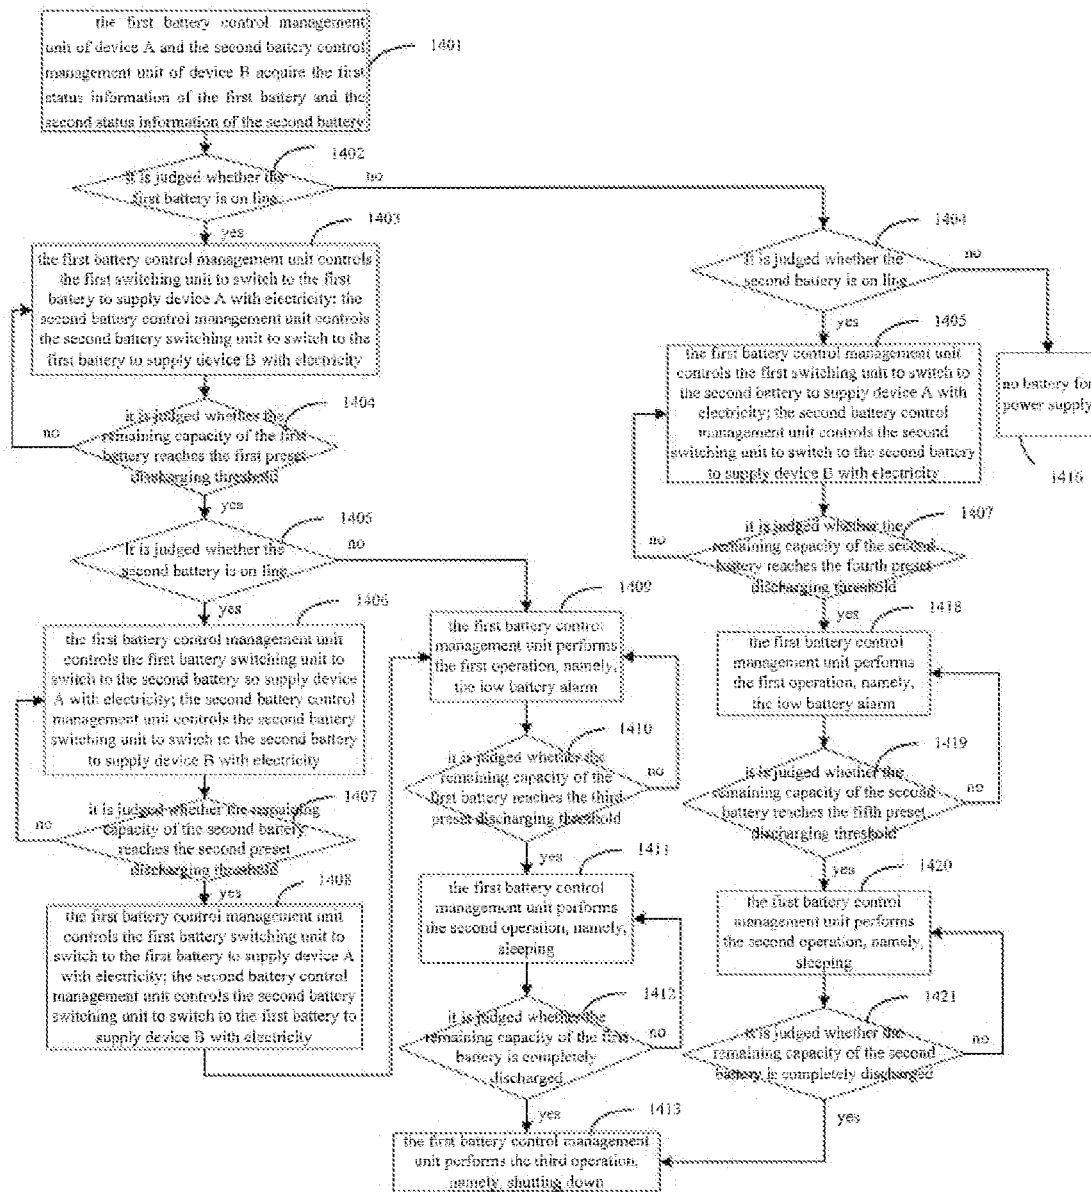 the first battery control management
unit of device A and the second battery control
management unit of device B acquire the first
status information of the first battery and the
second status information of the second battery
1401
1402
it is judged whether the
first battery is on line
no
yes
1403
the first battery control management unit controls
the first switching unit to switch to the first
battery to supply device A with electricity; the
second battery control management unit controls
the second battery switching unit to switch to the
first battery to supply device B with electricity
1404
it is judged whether the
remaining capacity of the first
battery reaches the first preset
discharging threshold
no
yes
1405
It is judged whether the
second battery is on line
no
yes
1406
the first battery control management unit
controls the first battery switching unit to
switch to the second battery so supply device
A with electricity; the second battery control
management unit controls the second battery
switching unit to switch to the second battery
to supply device B with electricity
1407
it is judged whether the remaining
capacity of the second battery
reaches the second preset
discharging threshold
no
yes
1408
the first battery control management unit
controls the first battery switching unit to
switch to the first battery to supply device A
with electricity; the second battery control
management unit controls the second battery
switching unit to switch to the first battery to
supply device B with electricity
1409
the first battery control
management unit performs
the first operation, namely,
the low battery alarm
1410
it is judged whether the
remaining capacity of the
first battery reaches the third
preset discharging threshold
no
yes
1411
the first battery control
management unit performs
the second operation, namely,
sleeping
1412
it is judged whether the
remaining capacity of the first
battery is completely
discharged
no
yes
1413
the first battery control management
unit performs the third operation,
namely, shutting down
1404
It is judged whether the
second battery is on line
no
yes
1405
the first battery control management unit
controls the first switching unit to switch to
the second battery to supply device A with
electricity; the second battery control
management unit controls the second
switching unit to switch to the second battery
to supply device B with electricity
no battery for
power supply
1416
1407
it is judged whether the
remaining capacity of the second
battery reaches the fourth preset
discharging threshold
no
yes
1418
the first battery control
management unit performs
the first operation, namely,
the low battery alarm
1419
it is judged whether the
remaining capacity of the second
battery reaches the fifth preset
discharging threshold
no
yes
1420
the first battery control
management unit performs
the second operation, namely,
sleeping
1421
it is judged whether the
remaining capacity of the second
battery is completely discharged
no
yes